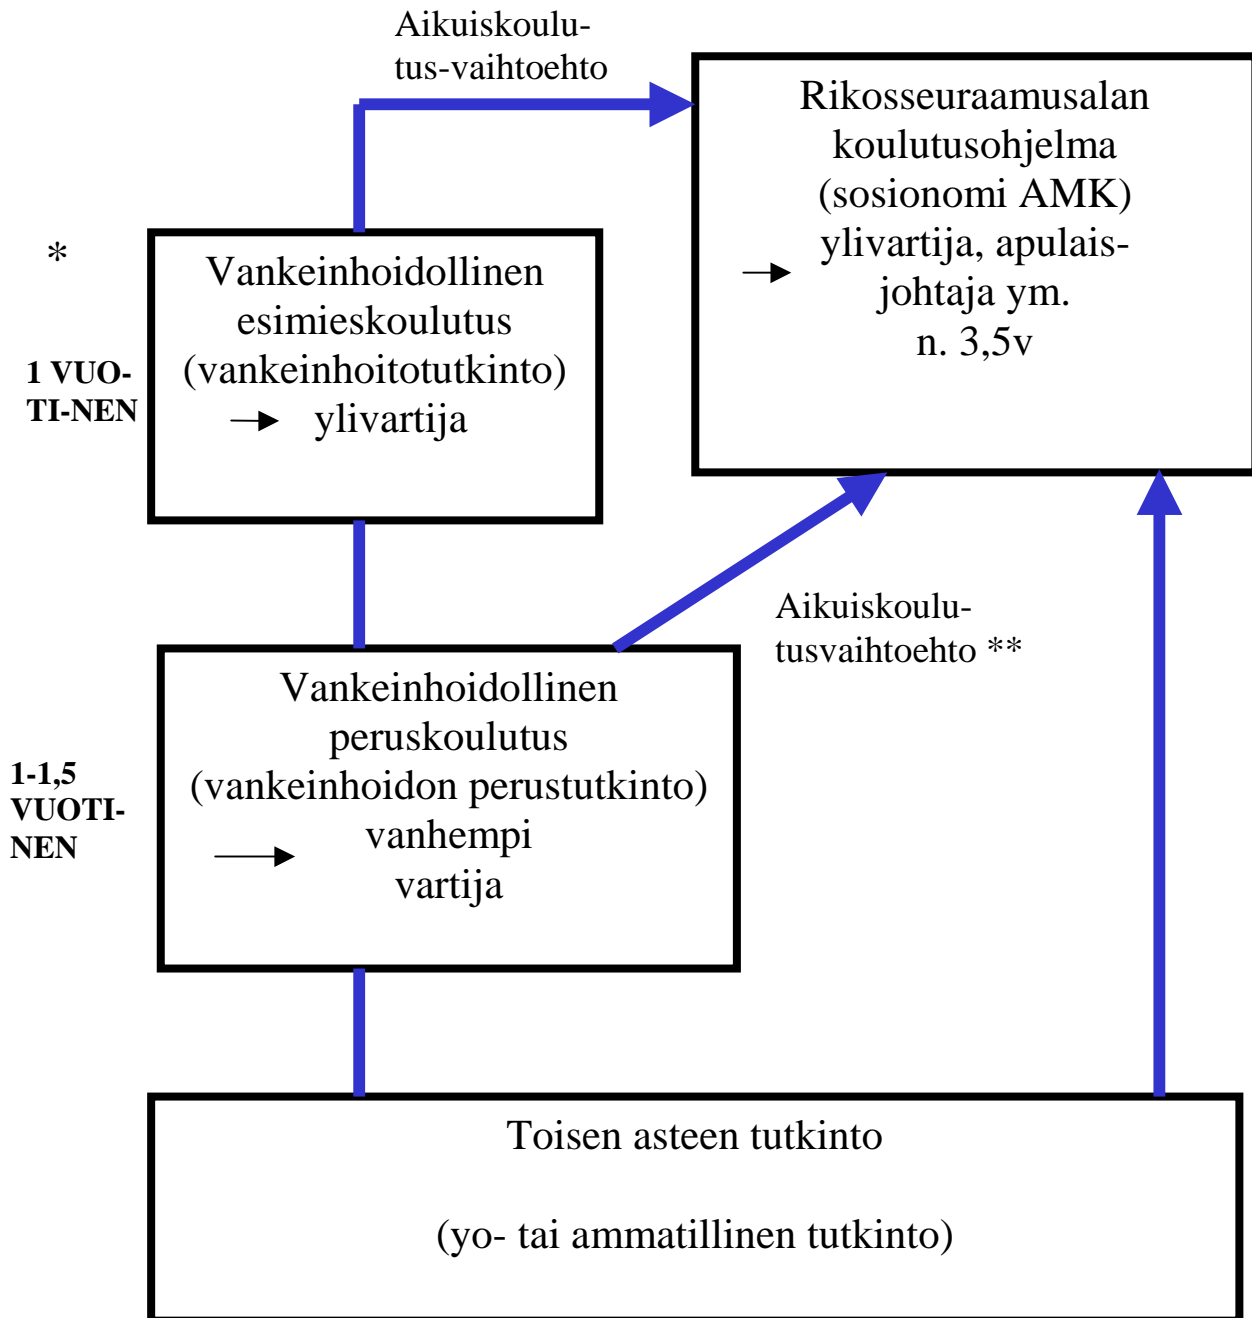 Aikuiskoulu-
tus-vaihtoehto
Rikosseuraamusalan
koulutusohjelma
(sosionomi AMK)
ylivartija, apulais-
johtaja ym.
n. 3,5v
*
1 VUO-
TI-NEN
Vankeinhoidollinen
esimieskoulutus
(vankeinhoitotutkinto)
ylivartija
Aikuiskoulu-
tusvaihtoehto **
1-1,5
VUOTI-
NEN
Vankeinhoidollinen
peruskoulutus
(vankeinhoidon perustutkinto)
vanhempi
vartija
Toisen asteen tutkinto
(yo- tai ammatillinen tutkinto)